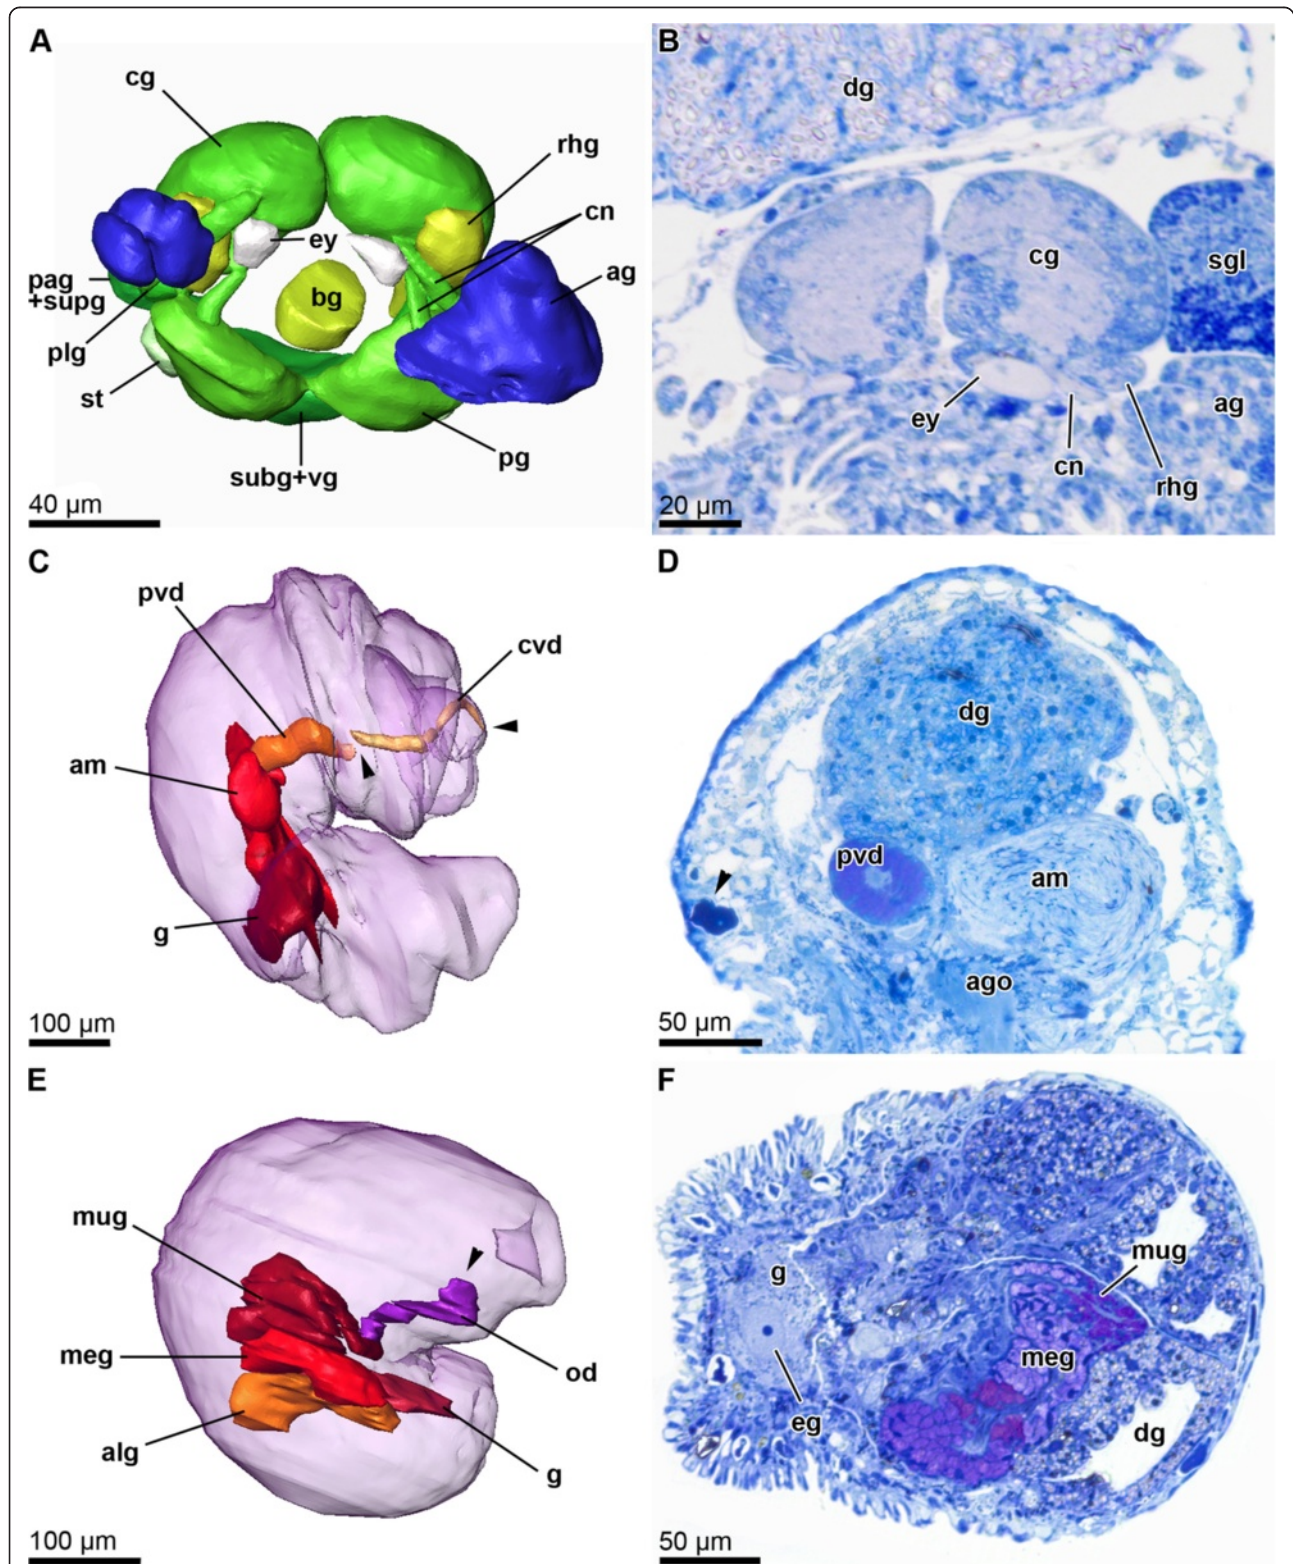 A
cg
rhg
cn
ey
ag
pag
+supg
bg
plg
st
pg
subg+vg
40 µm
B
dg
cg
sgl
ey
ag
cn
rhg
20 µm
C
pvd
cvd
am
g
100 µm
D
dg
pvd
am
ago
50 µm
E
mug
meg
od
alg
g
100 µm
F
g
mug
meg
eg
dg
50 µm